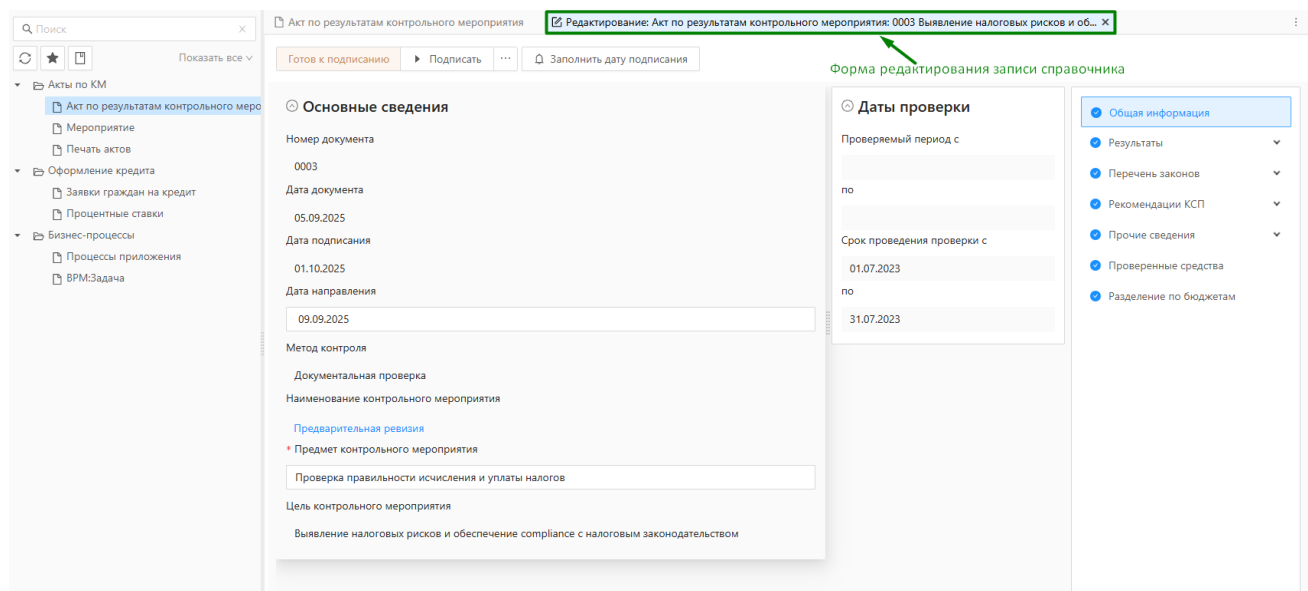 Поиск
Показать все
Акты по КМ
Акт по результатам контрольного меро
Мероприятие
Печать актов
Оформление кредита
Заявки граждан на кредит
Процентные ставки
Бизнес-процессы
Процессы приложения
BPM:Задача
Акт по результатам контрольного мероприятия
Редактирование: Акт по результатам контрольного мероприятия: 0003 Выявление налоговых рисков и об...
Готов к подписанию
Подписать
...
Заполнить дату подписания
Форма редактирования записи справочника
Основные сведения
Номер документа
0003
Дата документа
05.09.2025
Дата подписания
01.10.2025
Дата направления
09.09.2025
Метод контроля
Документальная проверка
Наименование контрольного мероприятия
Предварительная ревизия
* Предмет контрольного мероприятия
Проверка правильности исчисления и уплаты налогов
Цель контрольного мероприятия
Выявление налоговых рисков и обеспечение compliance с налоговым законодательством
Даты проверки
Проверяемый период с
по
Срок проведения проверки с
01.07.2023
по
31.07.2023
Общая информация
Результаты
Перечень законов
Рекомендации КСП
Прочие сведения
Проверенные средства
Разделение по бюджетам